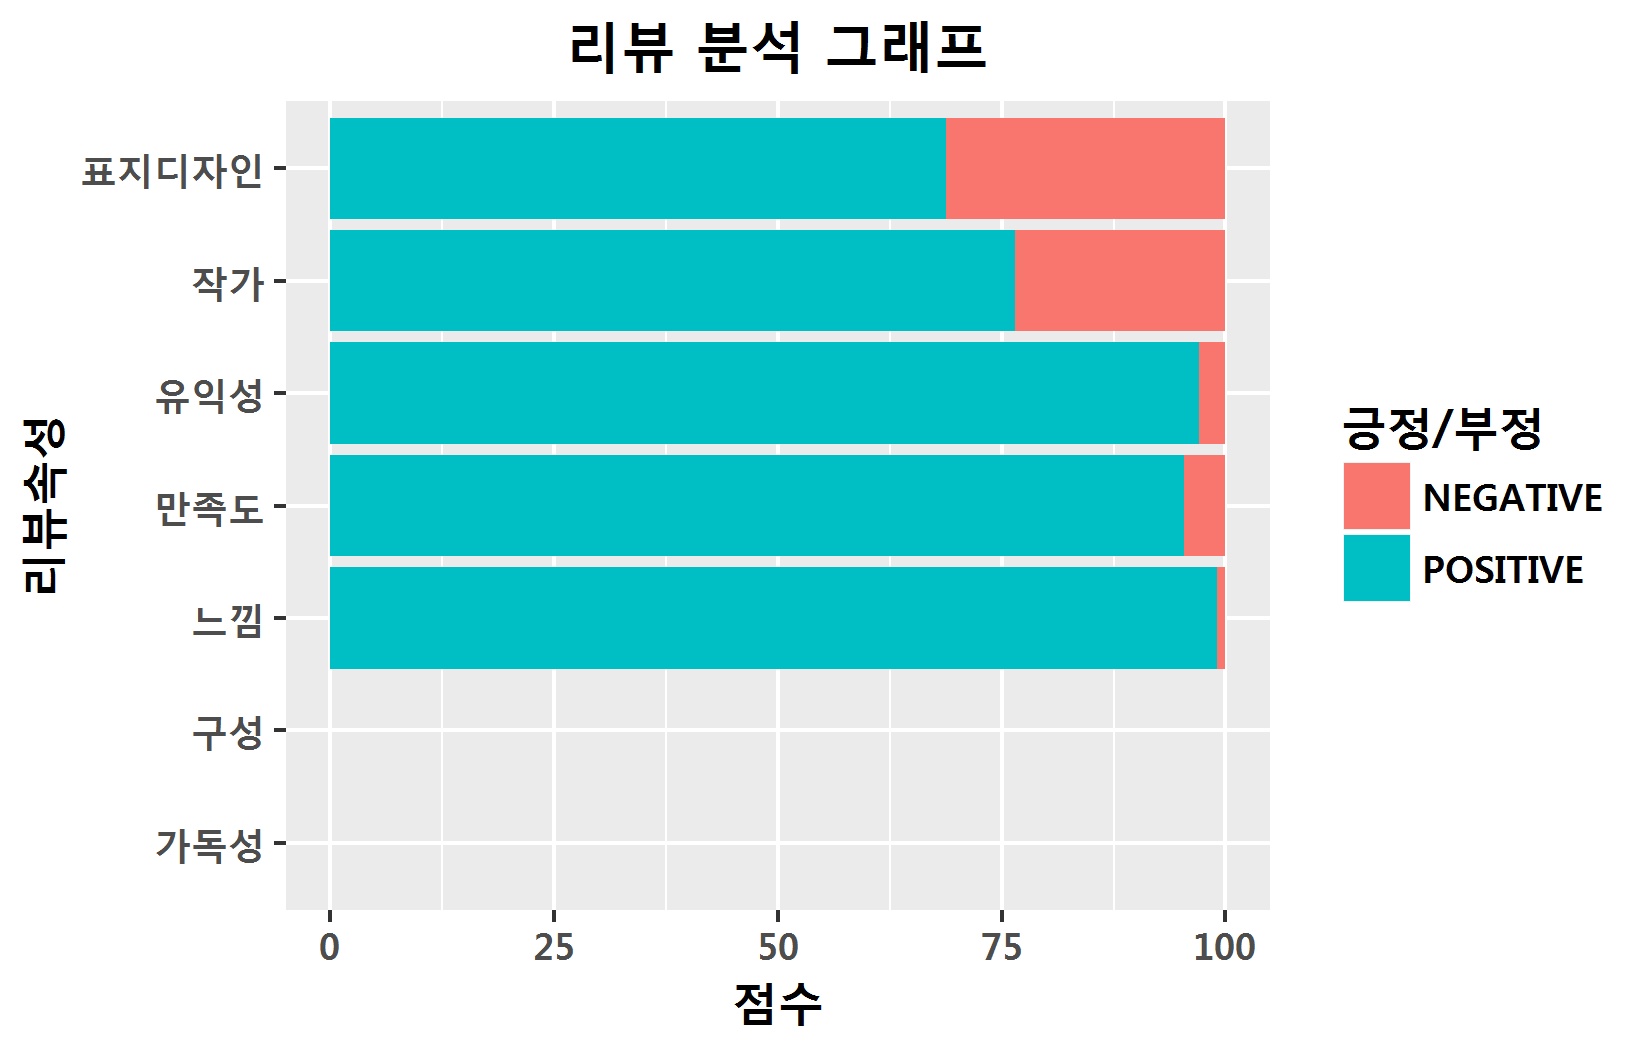 리뷰 분석 그래프
리뷰속성
표지디자인
작가
유익성
만족도
느낌
구성
가독성
0 25 50 75 100
점수
긍정/부정
NEGATIVE
POSITIVE